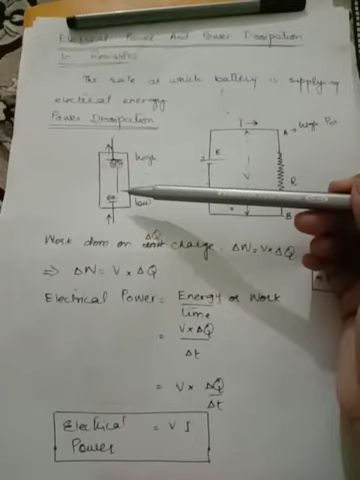 Electrical Power And Power Dissipation
In Resistors
The rate at which battery is supplying
electrical energy
Power Dissipation
I
A → high Pot
high
E
V
R
low
B
Work done on ΔQ charge = ΔW = V × ΔQ
⇒ ΔW = V × ΔQ
Electrical Power = Energy or Work
Time
= V × ΔQ
Δt
= V × ΔQ
Δt
Electrical = V I
Power